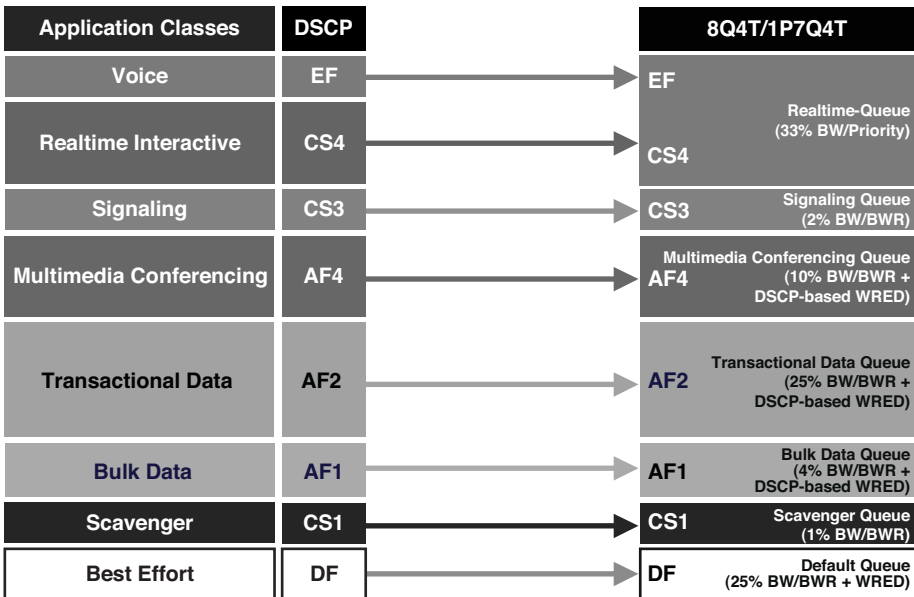 Application Classes DSCP 8Q4T/1P7Q4T
Voice EF EF
Realtime-Queue
(33% BW/Priority)
Realtime Interactive CS4 CS4
Signaling CS3 CS3 Signaling Queue
(2% BW/BWR)
Multimedia Conferencing AF4 AF4 Multimedia Conferencing Queue
(10% BW/BWR +
DSCP-based WRED)
Transactional Data AF2 AF2 Transactional Data Queue
(25% BW/BWR +
DSCP-based WRED)
Bulk Data AF1 AF1 Bulk Data Queue
(4% BW/BWR +
DSCP-based WRED)
Scavenger CS1 CS1 Scavenger Queue
(1% BW/BWR)
Best Effort DF DF Default Queue
(25% BW/BWR + WRED)